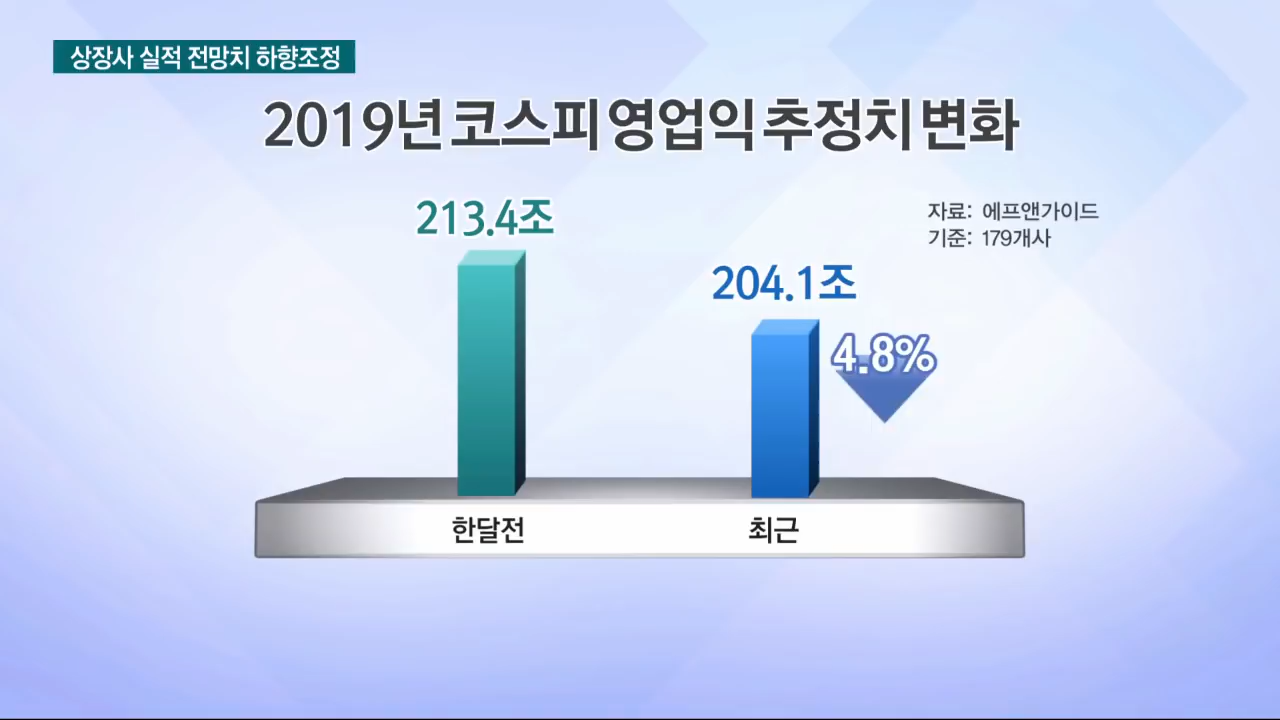 상장사 실적 전망치 하향조정
2019년 코스피 영업익 추정치 변화
자료: 에프앤가이드
기준: 179개사
213.4조
204.1조
4.8%
한달전
최근